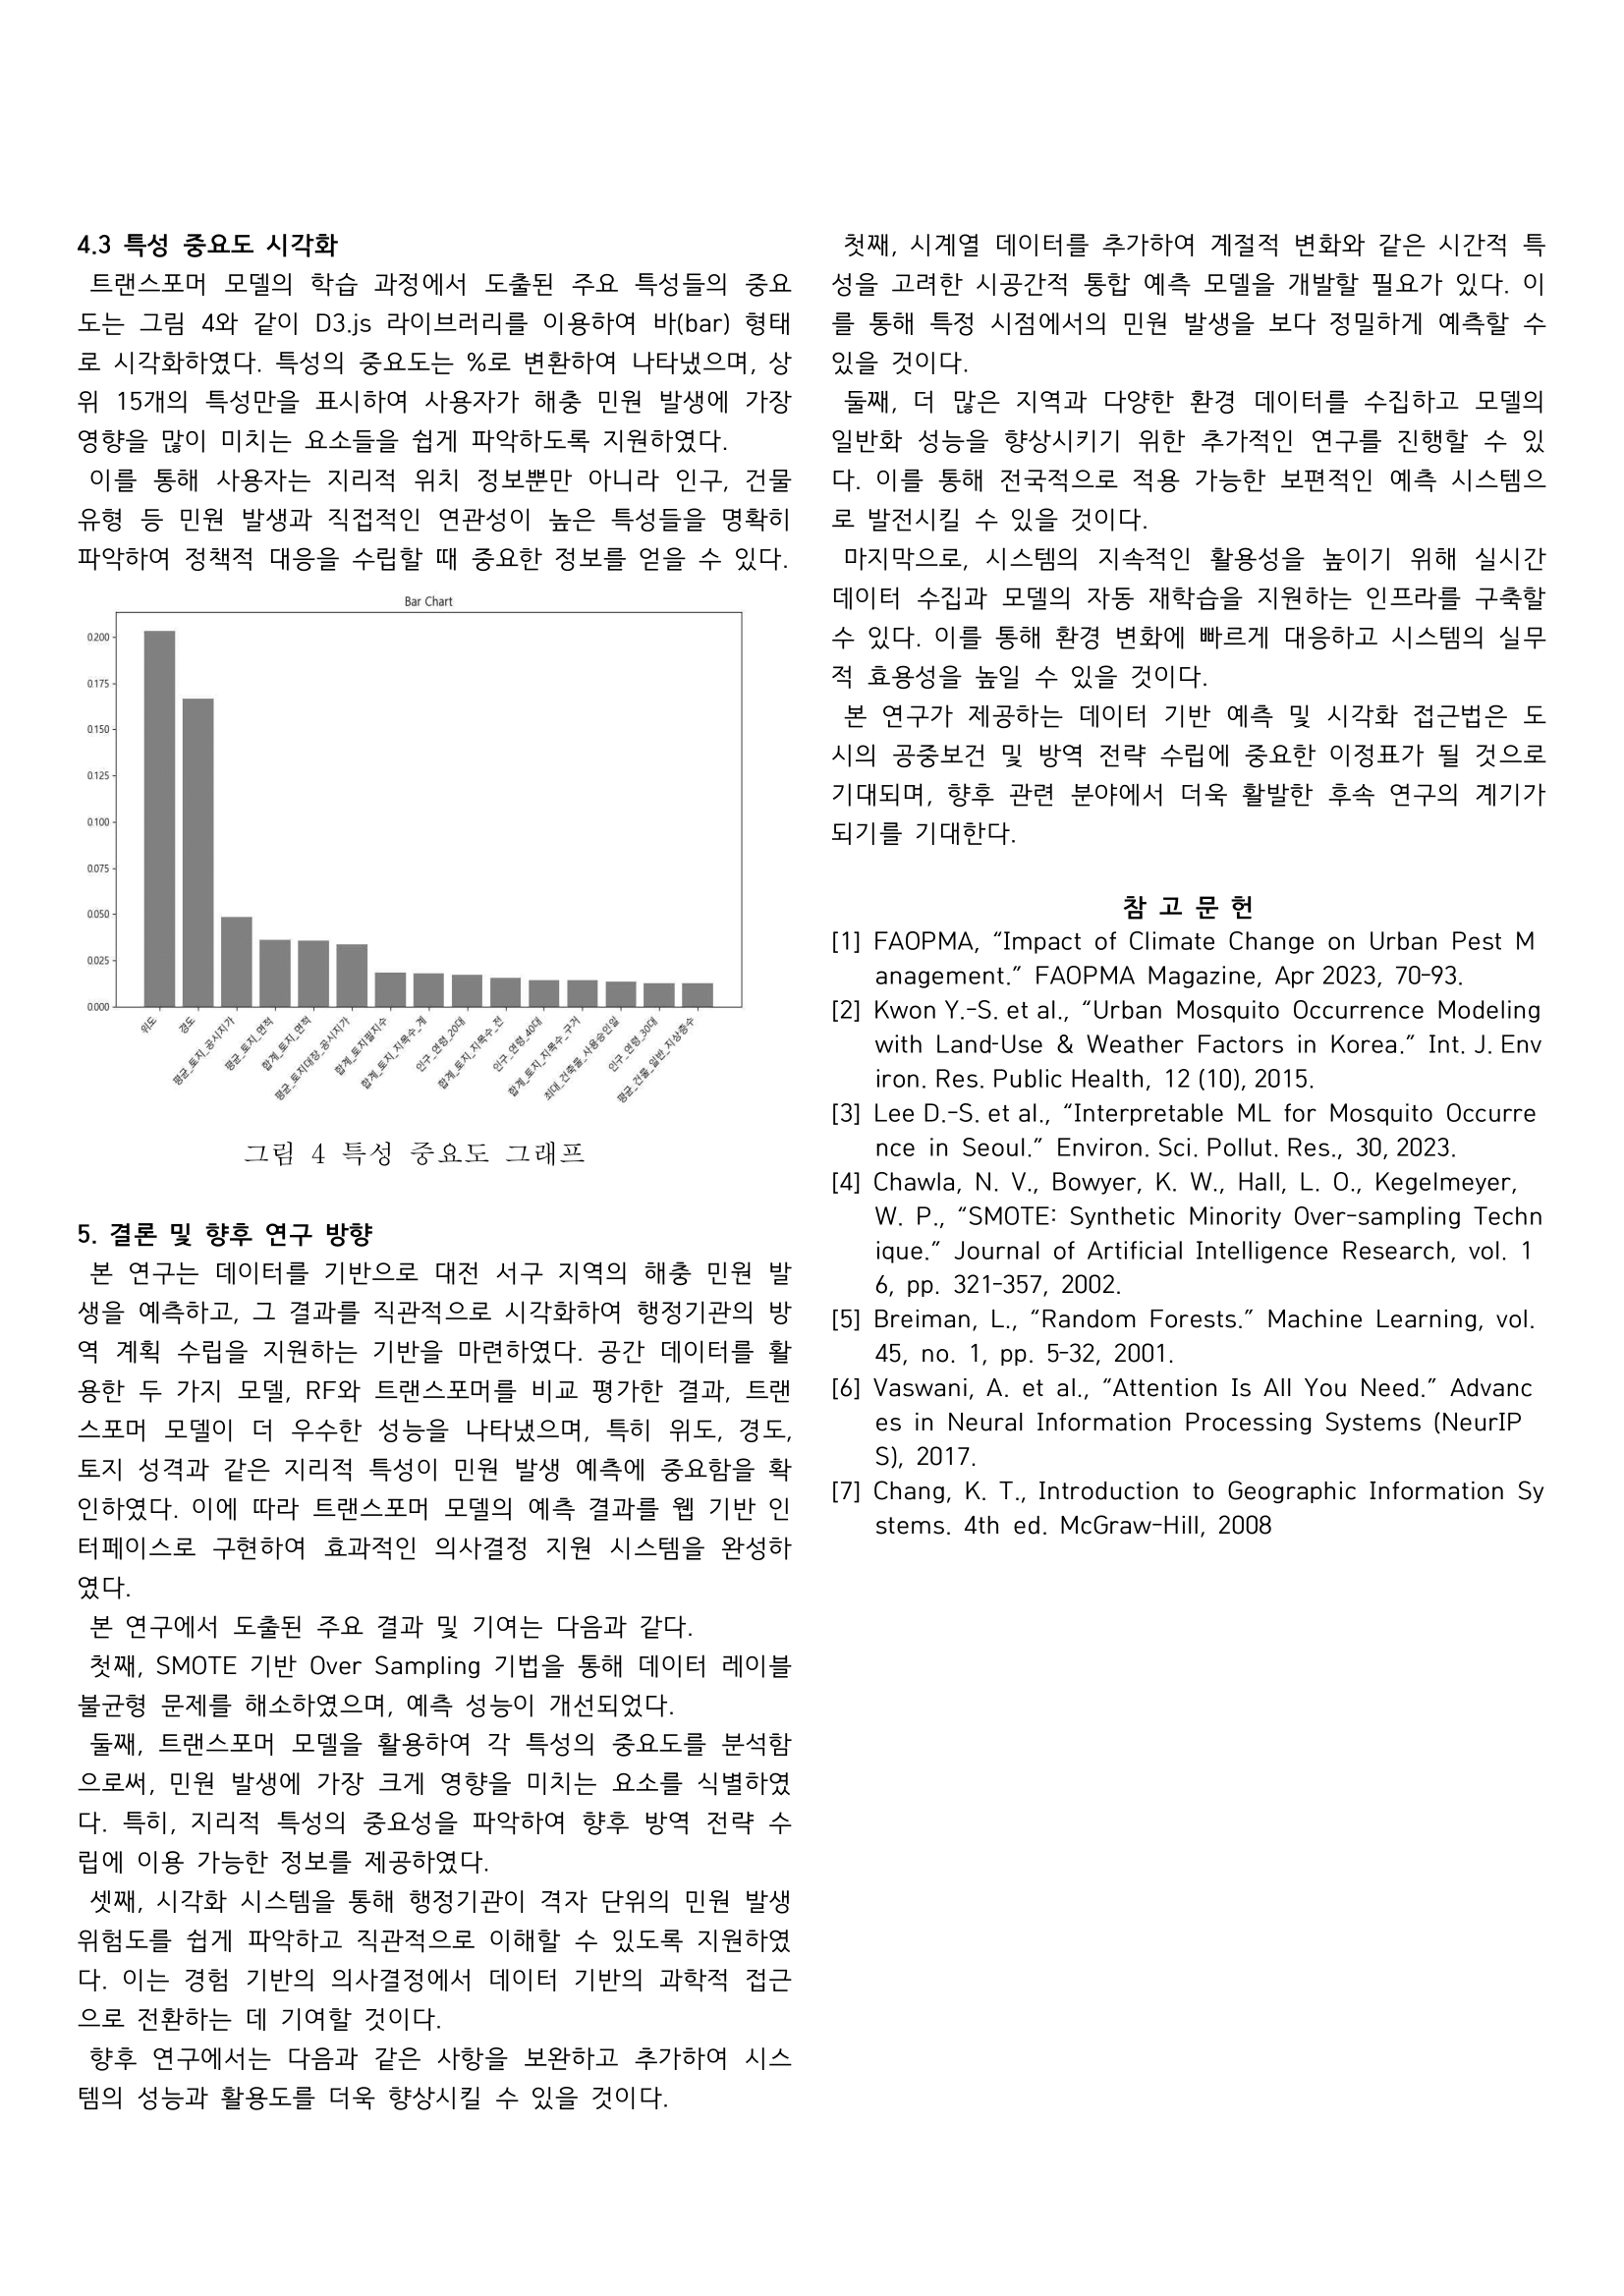 4.3 특성 중요도 시각화
트랜스포머 모델의 학습 과정에서 도출된 주요 특성들의 중요
도는 그림 4와 같이 D3.js 라이브러리를 이용하여 바(bar) 형태
로 시각화하였다. 특성의 중요도는 %로 변환하여 나타냈으며, 상
위 15개의 특성만을 표시하여 사용자가 해충 민원 발생에 가장
영향을 많이 미치는 요소들을 쉽게 파악하도록 지원하였다.
이를 통해 사용자는 지리적 위치 정보뿐만 아니라 인구, 건물
유형 등 민원 발생과 직접적인 연관성이 높은 특성들을 명확히
파악하여 정책적 대응을 수립할 때 중요한 정보를 얻을 수 있다.
Bar Chart
0.200
0.175
0.150
0.125
0.100
0.075
0.050
0.025
0.000
위도
경도
평균_토지_공시지가
평균_토지_면적
합계_토지_면적
평균_토지대장_공시지가
합계_토지필지수
합계_토지_지목수_계
인구_연령_20대
합계_토지_지목수_전
인구_연령_40대
합계_토지_지목수_구거
최대_건축물_사용승인일
인구_연령_30대
평균_건물_일반_지상층수
그림 4 특성 중요도 그래프
5. 결론 및 향후 연구 방향
본 연구는 데이터를 기반으로 대전 서구 지역의 해충 민원 발
생을 예측하고, 그 결과를 직관적으로 시각화하여 행정기관의 방
역 계획 수립을 지원하는 기반을 마련하였다. 공간 데이터를 활
용한 두 가지 모델, RF와 트랜스포머를 비교 평가한 결과, 트랜
스포머 모델이 더 우수한 성능을 나타냈으며, 특히 위도, 경도,
토지 성격과 같은 지리적 특성이 민원 발생 예측에 중요함을 확
인하였다. 이에 따라 트랜스포머 모델의 예측 결과를 웹 기반 인
터페이스로 구현하여 효과적인 의사결정 지원 시스템을 완성하
였다.
본 연구에서 도출된 주요 결과 및 기여는 다음과 같다.
첫째, SMOTE 기반 Over Sampling 기법을 통해 데이터 레이블
불균형 문제를 해소하였으며, 예측 성능이 개선되었다.
둘째, 트랜스포머 모델을 활용하여 각 특성의 중요도를 분석함
으로써, 민원 발생에 가장 크게 영향을 미치는 요소를 식별하였
다. 특히, 지리적 특성의 중요성을 파악하여 향후 방역 전략 수
립에 이용 가능한 정보를 제공하였다.
셋째, 시각화 시스템을 통해 행정기관이 격자 단위의 민원 발생
위험도를 쉽게 파악하고 직관적으로 이해할 수 있도록 지원하였
다. 이는 경험 기반의 의사결정에서 데이터 기반의 과학적 접근
으로 전환하는 데 기여할 것이다.
향후 연구에서는 다음과 같은 사항을 보완하고 추가하여 시스
템의 성능과 활용도를 더욱 향상시킬 수 있을 것이다.
첫째, 시계열 데이터를 추가하여 계절적 변화와 같은 시간적 특
성을 고려한 시공간적 통합 예측 모델을 개발할 필요가 있다. 이
를 통해 특정 시점에서의 민원 발생을 보다 정밀하게 예측할 수
있을 것이다.
둘째, 더 많은 지역과 다양한 환경 데이터를 수집하고 모델의
일반화 성능을 향상시키기 위한 추가적인 연구를 진행할 수 있
다. 이를 통해 전국적으로 적용 가능한 보편적인 예측 시스템으
로 발전시킬 수 있을 것이다.
마지막으로, 시스템의 지속적인 활용성을 높이기 위해 실시간
데이터 수집과 모델의 자동 재학습을 지원하는 인프라를 구축할
수 있다. 이를 통해 환경 변화에 빠르게 대응하고 시스템의 실무
적 효용성을 높일 수 있을 것이다.
본 연구가 제공하는 데이터 기반 예측 및 시각화 접근법은 도
시의 공중보건 및 방역 전략 수립에 중요한 이정표가 될 것으로
기대되며, 향후 관련 분야에서 더욱 활발한 후속 연구의 계기가
되기를 기대한다.
참 고 문 헌
[1] FAOPMA, “Impact of Climate Change on Urban Pest M
anagement.” FAOPMA Magazine, Apr 2023, 70-93.
[2] Kwon Y.-S. et al., “Urban Mosquito Occurrence Modeling
with Land-Use & Weather Factors in Korea.” Int. J. Env
iron. Res. Public Health, 12 (10), 2015.
[3] Lee D.-S. et al., “Interpretable ML for Mosquito Occurre
nce in Seoul.” Environ. Sci. Pollut. Res., 30, 2023.
[4] Chawla, N. V., Bowyer, K. W., Hall, L. O., Kegelmeyer,
W. P., “SMOTE: Synthetic Minority Over-sampling Techn
ique.” Journal of Artificial Intelligence Research, vol. 1
6, pp. 321-357, 2002.
[5] Breiman, L., “Random Forests.” Machine Learning, vol.
45, no. 1, pp. 5-32, 2001.
[6] Vaswani, A. et al., “Attention Is All You Need.” Advanc
es in Neural Information Processing Systems (NeurIP
S), 2017.
[7] Chang, K. T., Introduction to Geographic Information Sy
stems. 4th ed. McGraw-Hill, 2008